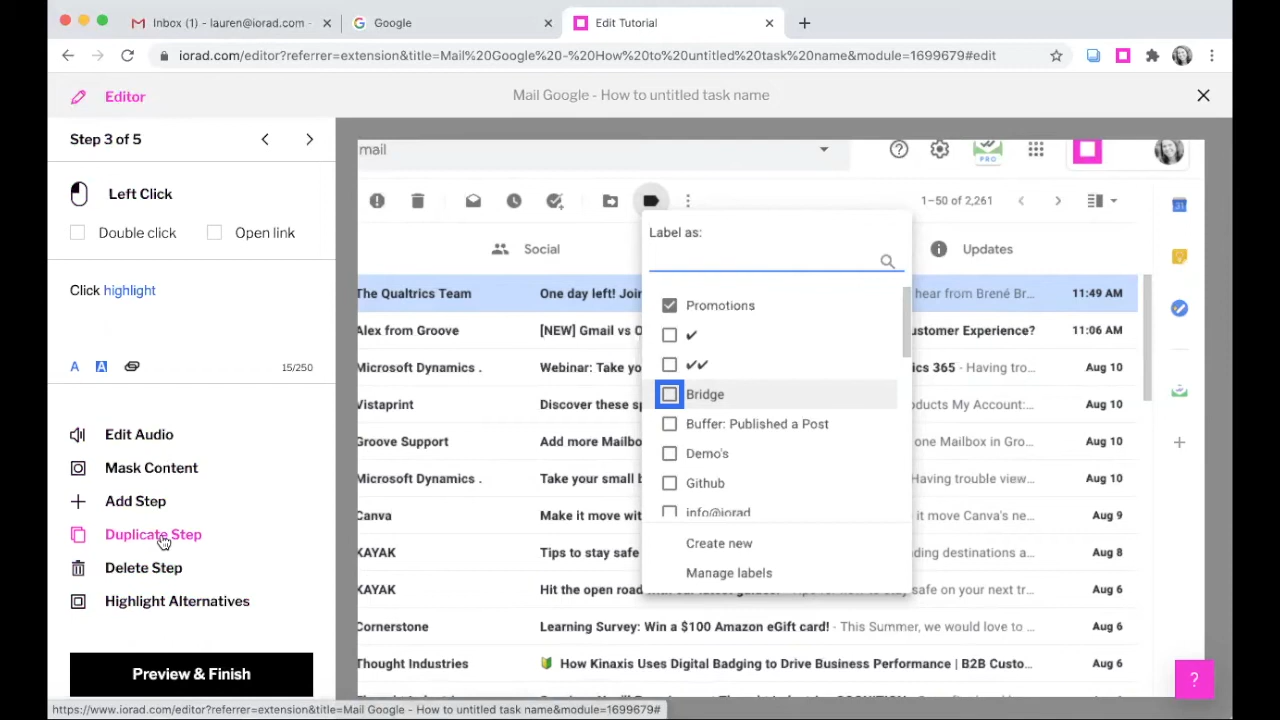 Inbox (1) - lauren@iorad.com -
Google
Edit Tutorial
iorad.com/editor?referrer=extension&title=Mail%20Google%20-%20How%20to%20untitled%20task%20name&module=1699679#edit
Editor
Mail Google - How to untitled task name
Step 3 of 5
Left Click
Double click
Open link
Click highlight
A A
15/250
Edit Audio
Mask Content
Add Step
Duplicate Step
Delete Step
Highlight Alternatives
Preview & Finish
https://www.iorad.com/editor?referrer=extension&title=Mail Google - How to untitled task name&module=1699679#
mail
PRO
1–50 of 2,261
31
Social
Updates
The Qualtrics Team One day left! Join hear from Brené Br... 11:49 AM
Alex from Groove [NEW] Gmail vs O ustomer Experience? 11:06 AM
Microsoft Dynamics . Webinar: Take yo ics 365 - Having tro... Aug 10
Vistaprint Discover these sp oducts My Account:... Aug 10
Groove Support Add more Mailbo one Mailbox in Gro... Aug 10
Microsoft Dynamics . Take your small b Having trouble view... Aug 10
Canva Make it move wit it move Canva's ne... Aug 9
KAYAK Tips to stay safe ding destinations a... Aug 8
KAYAK Hit the open road safe on your next tr... Aug 6
Cornerstone Learning Survey: Win a $100 Amazon eGift card! - This Summer, we would love to ... Aug 6
Thought Industries How Kinaxis Uses Digital Badging to Drive Business Performance | B2B Custo... Aug 6
Label as:
Promotions
✔
✔✔
Bridge
Buffer: Published a Post
Demo's
Github
info@iorad
Create new
Manage labels
?